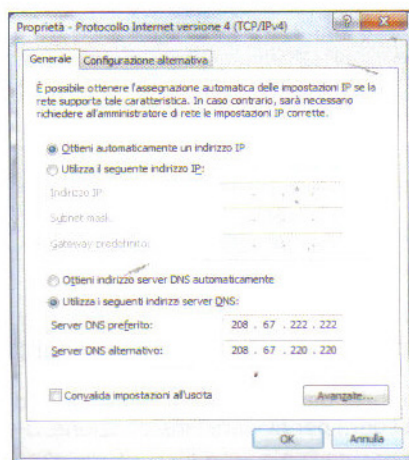 Proprietà - Protocollo Internet versione 4 (TCP/IPv4)
Generale
Configurazione alternativa
È possibile ottenere l'assegnazione automatica delle impostazioni IP se la
rete supporta tale caratteristica. In caso contrario, sarà necessario
richiedere all'amministratore di rete le impostazioni IP corrette.
Ottieni automaticamente un indirizzo IP
Utilizza il seguente indirizzo IP:
Indirizzo IP:
Subnet mask:
Gateway predefinito:
Ottieni indirizzo server DNS automaticamente
Utilizza i seguenti indirizzi server DNS:
Server DNS preferito: 208 . 67 . 222 . 222
Server DNS alternativo: 208 . 67 . 220 . 220
Convalida impostazioni all'uscita
Avanzate...
OK
Annulla